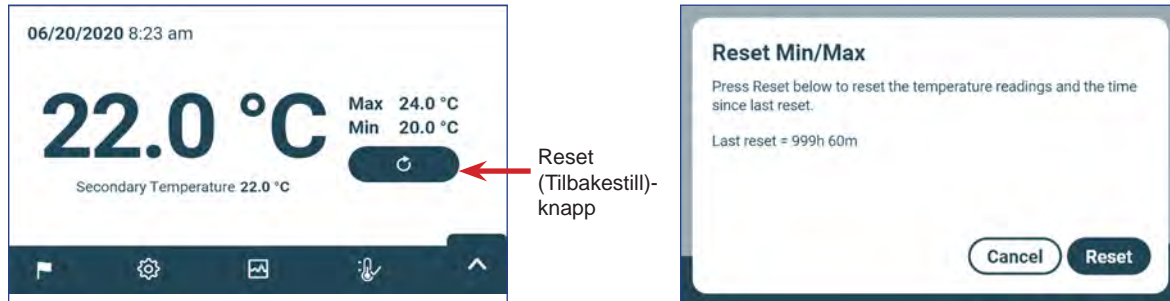 06/20/2020 8:23 am
22.0 °C
Max 24.0 °C
Min 20.0 °C
Secondary Temperature 22.0 °C
Reset
(Tilbakestill)-
knapp
Reset Min/Max
Press Reset below to reset the temperature readings and the time
since last reset.
Last reset = 999h 60m
Cancel Reset